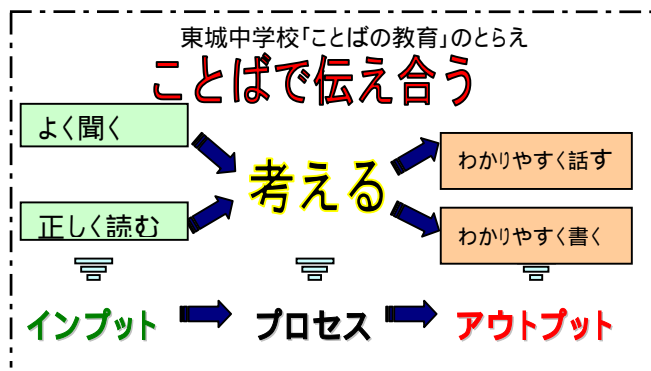 東城中学校「ことばの教育」のとらえ
ことばで伝え合う
よく聞く
正しく読む
考える
わかりやすく話す
わかりやすく書く
インプット
プロセス
アウトプット